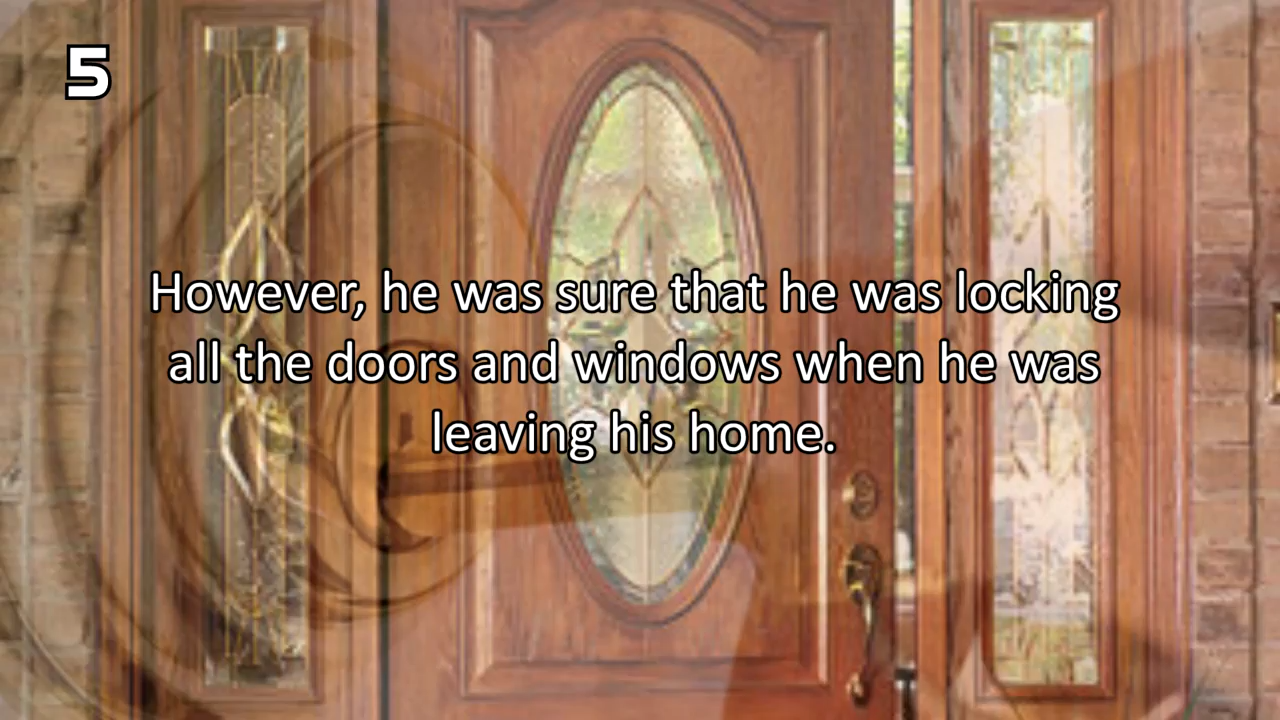 5
However, he was sure that he was locking
all the doors and windows when he was
leaving his home.